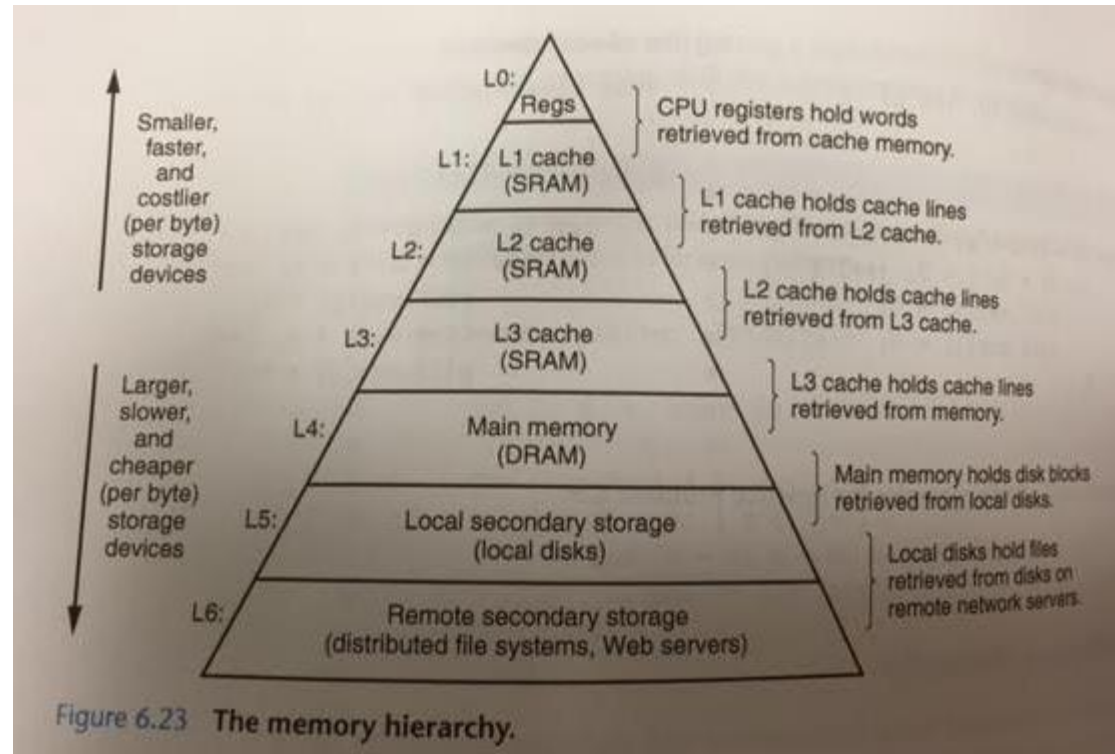 L0:
Regs
CPU registers hold words
retrieved from cache memory.
Smaller,
faster,
and
costlier
(per byte)
storage
devices
L1:
L1 cache
(SRAM)
L1 cache holds cache lines
retrieved from L2 cache.
L2:
L2 cache
(SRAM)
L2 cache holds cache lines
retrieved from L3 cache.
L3:
L3 cache
(SRAM)
L3 cache holds cache lines
retrieved from memory.
Larger,
slower,
and
cheaper
(per byte)
storage
devices
L4:
Main memory
(DRAM)
Main memory holds disk blocks
retrieved from local disks.
L5:
Local secondary storage
(local disks)
Local disks hold files
retrieved from disks on
remote network servers.
L6:
Remote secondary storage
(distributed file systems, Web servers)
Figure 6.23 The memory hierarchy.